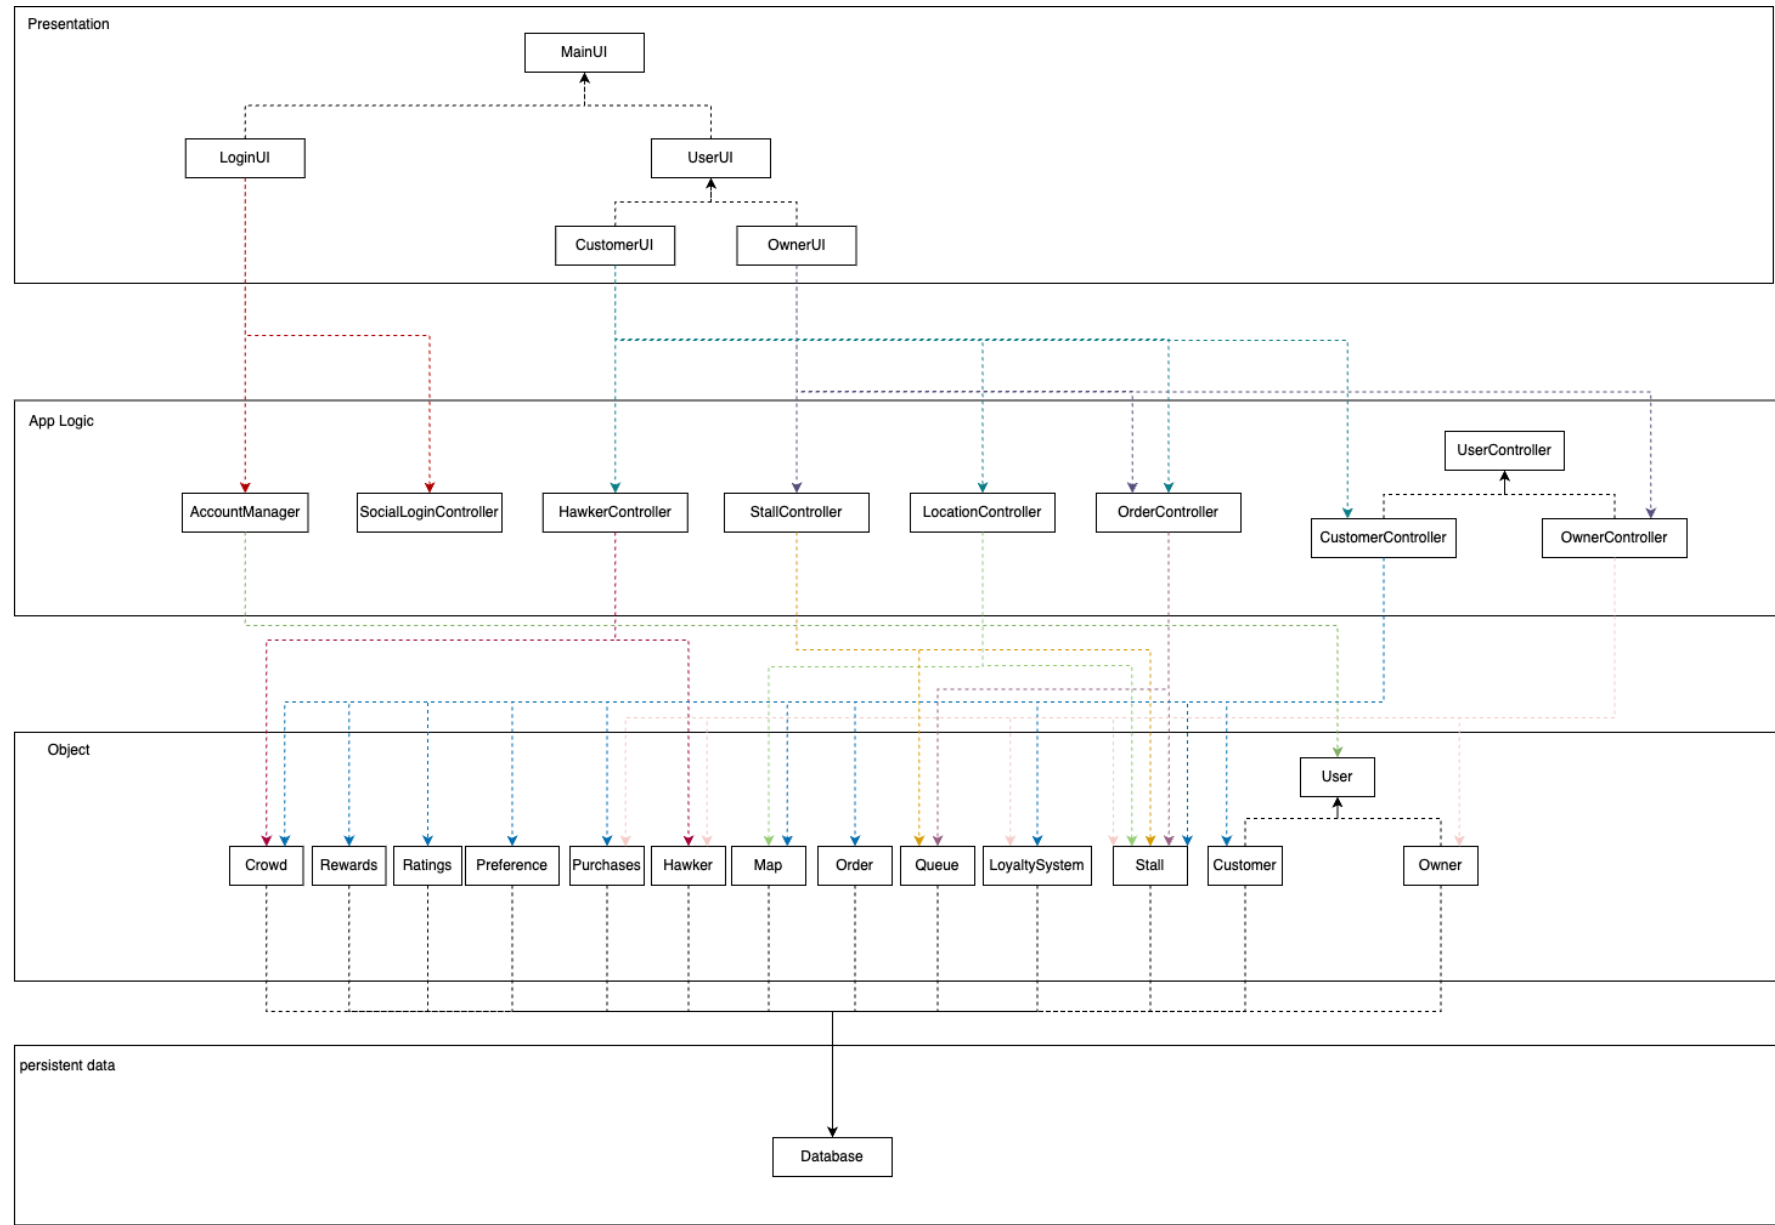 Presentation
MainUI
LoginUI
UserUI
CustomerUI
OwnerUI
App Logic
UserController
AccountManager
SocialLoginController
HawkerController
StallController
LocationController
OrderController
CustomerController
OwnerController
Object
User
Crowd
Rewards
Ratings
Preference
Purchases
Hawker
Map
Order
Queue
LoyaltySystem
Stall
Customer
Owner
persistent data
Database